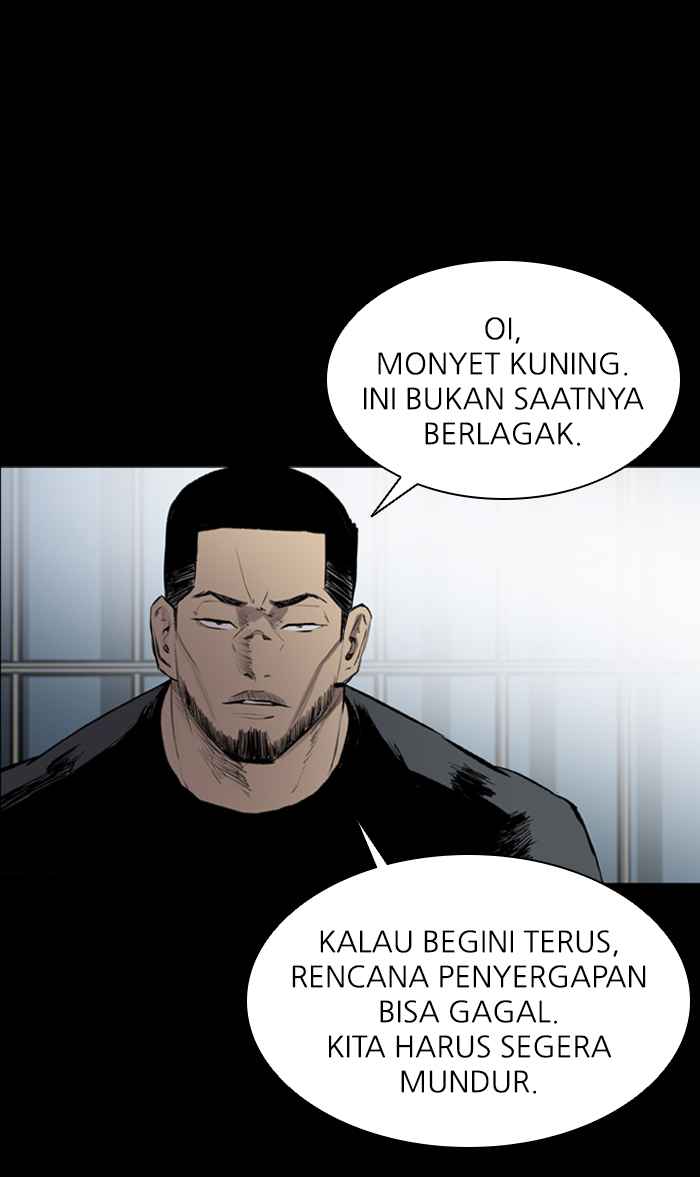 OI,
MONYET KUNING.
INI BUKAN SAATNYA
BERLAGAK.
KALAU BEGINI TERUS,
RENCANA PENYERGAPAN
BISA GAGAL.
KITA HARUS SEGERA
MUNDUR.